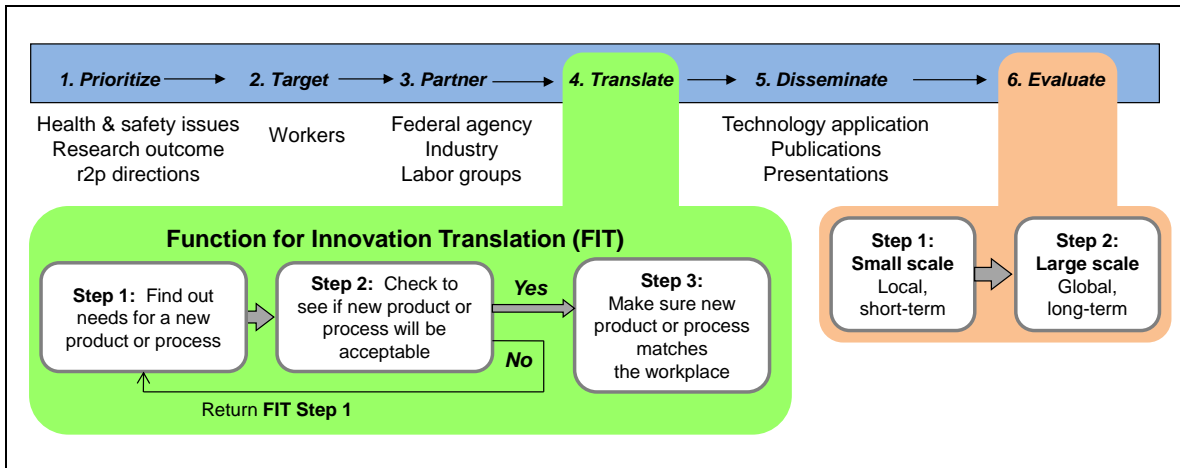 1. Prioritize
2. Target
3. Partner
4. Translate
5. Disseminate
6. Evaluate
Health & safety issues
Research outcome
r2p directions
Workers
Federal agency
Industry
Labor groups
Technology application
Publications
Presentations
Function for Innovation Translation (FIT)
Step 1: Find out
needs for a new
product or process
Step 2: Check to
see if new product or
process will be
acceptable
Yes
No
Step 3:
Make sure new
product or process
matches
the workplace
Return FIT Step 1
Step 1:
Small scale
Local,
short-term
Step 2:
Large scale
Global,
long-term